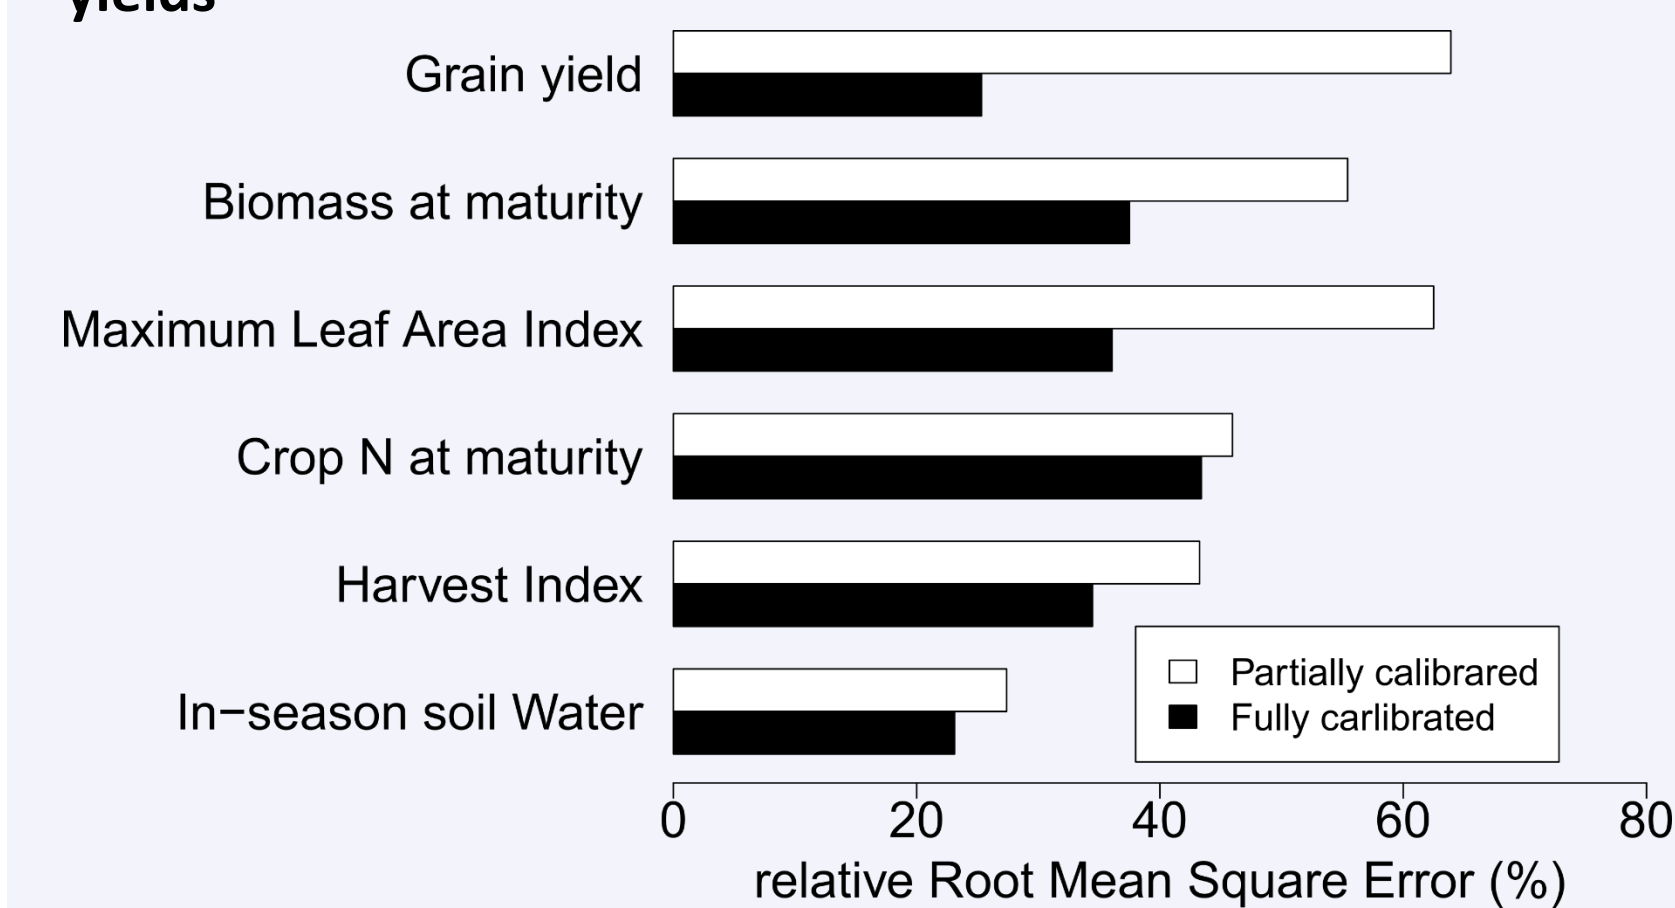 yields
Grain yield
Biomass at maturity
Maximum Leaf Area Index
Crop N at maturity
Harvest Index
In−season soil Water
Partially calibrared
Fully carlibrated
0 20 40 60 80
relative Root Mean Square Error (%)